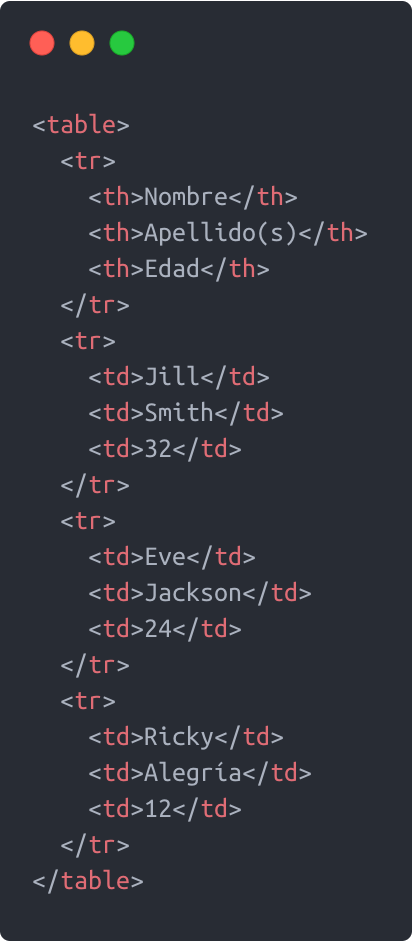 <table>
  <tr>
    <th>Nombre</th>
    <th>Apellido(s)</th>
    <th>Edad</th>
  </tr>
  <tr>
    <td>Jill</td>
    <td>Smith</td>
    <td>32</td>
  </tr>
  <tr>
    <td>Eve</td>
    <td>Jackson</td>
    <td>24</td>
  </tr>
  <tr>
    <td>Ricky</td>
    <td>Alegría</td>
    <td>12</td>
  </tr>
</table>